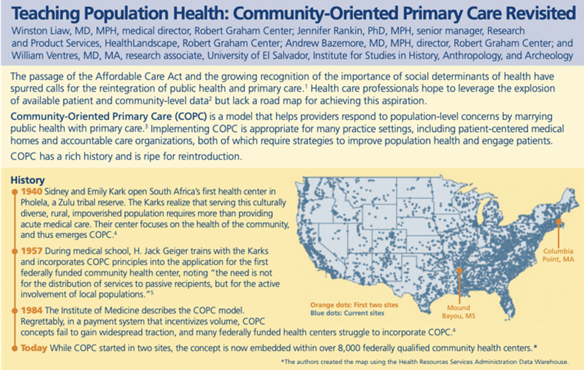 Teaching Population Health: Community-Oriented Primary Care Revisited
Winston Liaw, MD, MPH, medical director, Robert Graham Center; Jennifer Rankin, PhD, MPH, senior manager, Research
and Product Services, HealthLandscape, Robert Graham Center; Andrew Bazemore, MD, MPH, director, Robert Graham Center; and
William Ventres, MD, MA, research associate, University of El Salvador, Institute for Studies in History, Anthropology, and Archeology
The passage of the Affordable Care Act and the growing recognition of the importance of social determinants of health have
spurred calls for the reintegration of public health and primary care.¹ Health care professionals hope to leverage the explosion
of available patient and community-level data² but lack a road map for achieving this aspiration.
Community-Oriented Primary Care (COPC) is a model that helps providers respond to population-level concerns by marrying
public health with primary care.³ Implementing COPC is appropriate for many practice settings, including patient-centered medical
homes and accountable care organizations, both of which require strategies to improve population health and engage patients.
COPC has a rich history and is ripe for reintroduction.
History
1940 Sidney and Emily Kark open South Africa's first health center in
Pholela, a Zulu tribal reserve. The Karks realize that serving this culturally
diverse, rural, impoverished population requires more than providing
acute medical care. Their center focuses on the health of the community,
and thus emerges COPC.⁴
1957 During medical school, H. Jack Geiger trains with the Karks
and incorporates COPC principles into the application for the first
federally funded community health center, noting "the need is not
for the distribution of services to passive recipients, but for the active
involvement of local populations."⁵
1984 The Institute of Medicine describes the COPC model.
Regrettably, in a payment system that incentivizes volume, COPC
concepts fail to gain widespread traction, and many federally funded health centers struggle to incorporate COPC.⁴
Today While COPC started in two sites, the concept is now embedded within over 8,000 federally qualified community health centers.*
Columbia
Point, MA
Orange dots: First two sites
Blue dots: Current sites
Mound
Bayou, MS
*The authors created the map using the Health Resources Services Administration Data Warehouse.